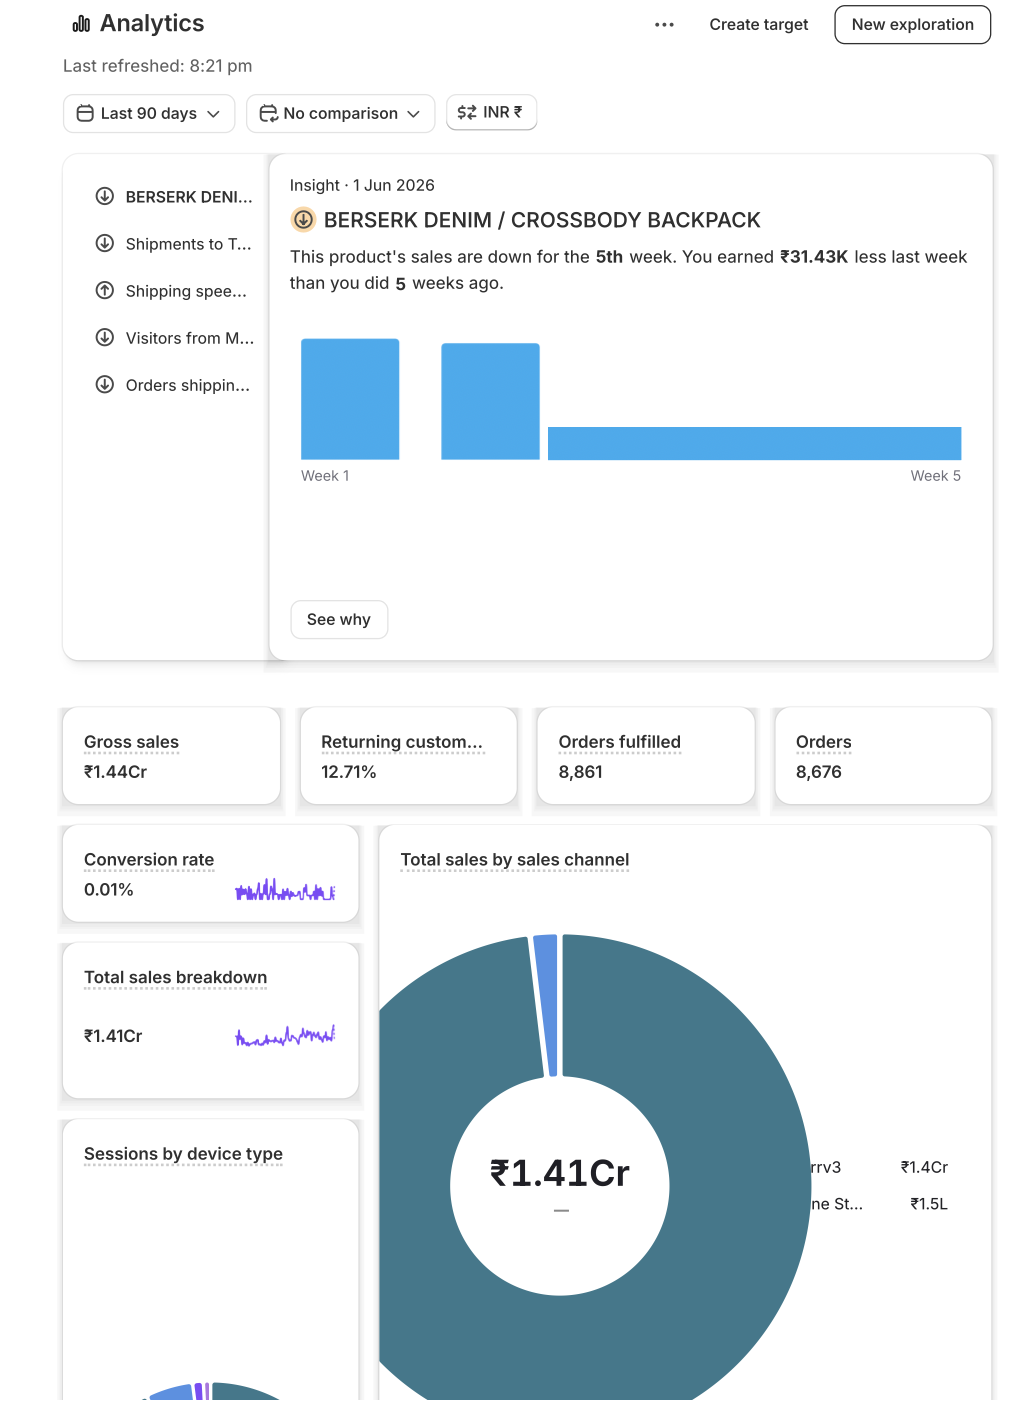 Analytics
Create target
New exploration
Last refreshed: 8:21 pm
Last 90 days
No comparison
INR ₹
BERSERK DENI...
Shipments to T...
Shipping spee...
Visitors from M...
Orders shippin...
Insight · 1 Jun 2026
BERSERK DENIM / CROSSBODY BACKPACK
This product's sales are down for the 5th week. You earned ₹31.43K less last week
than you did 5 weeks ago.
Week 1
Week 5
See why
Gross sales
₹1.44Cr
Returning custom...
12.71%
Orders fulfilled
8,861
Orders
8,676
Conversion rate
0.01%
Total sales breakdown
₹1.41Cr
Sessions by device type
Total sales by sales channel
₹1.41Cr
—
rrv3 ₹1.4Cr
ne St... ₹1.5L